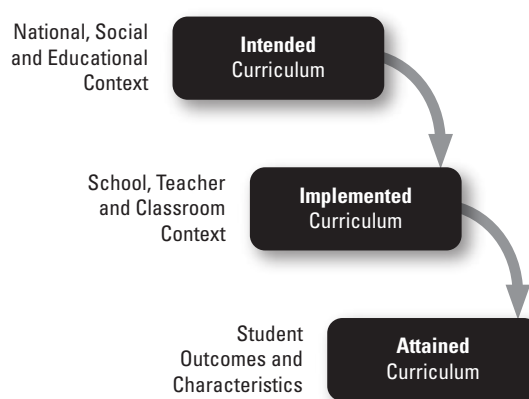 National, Social
and Educational
Context
Intended
Curriculum
School, Teacher
and Classroom
Context
Implemented
Curriculum
Student
Outcomes and
Characteristics
Attained
Curriculum